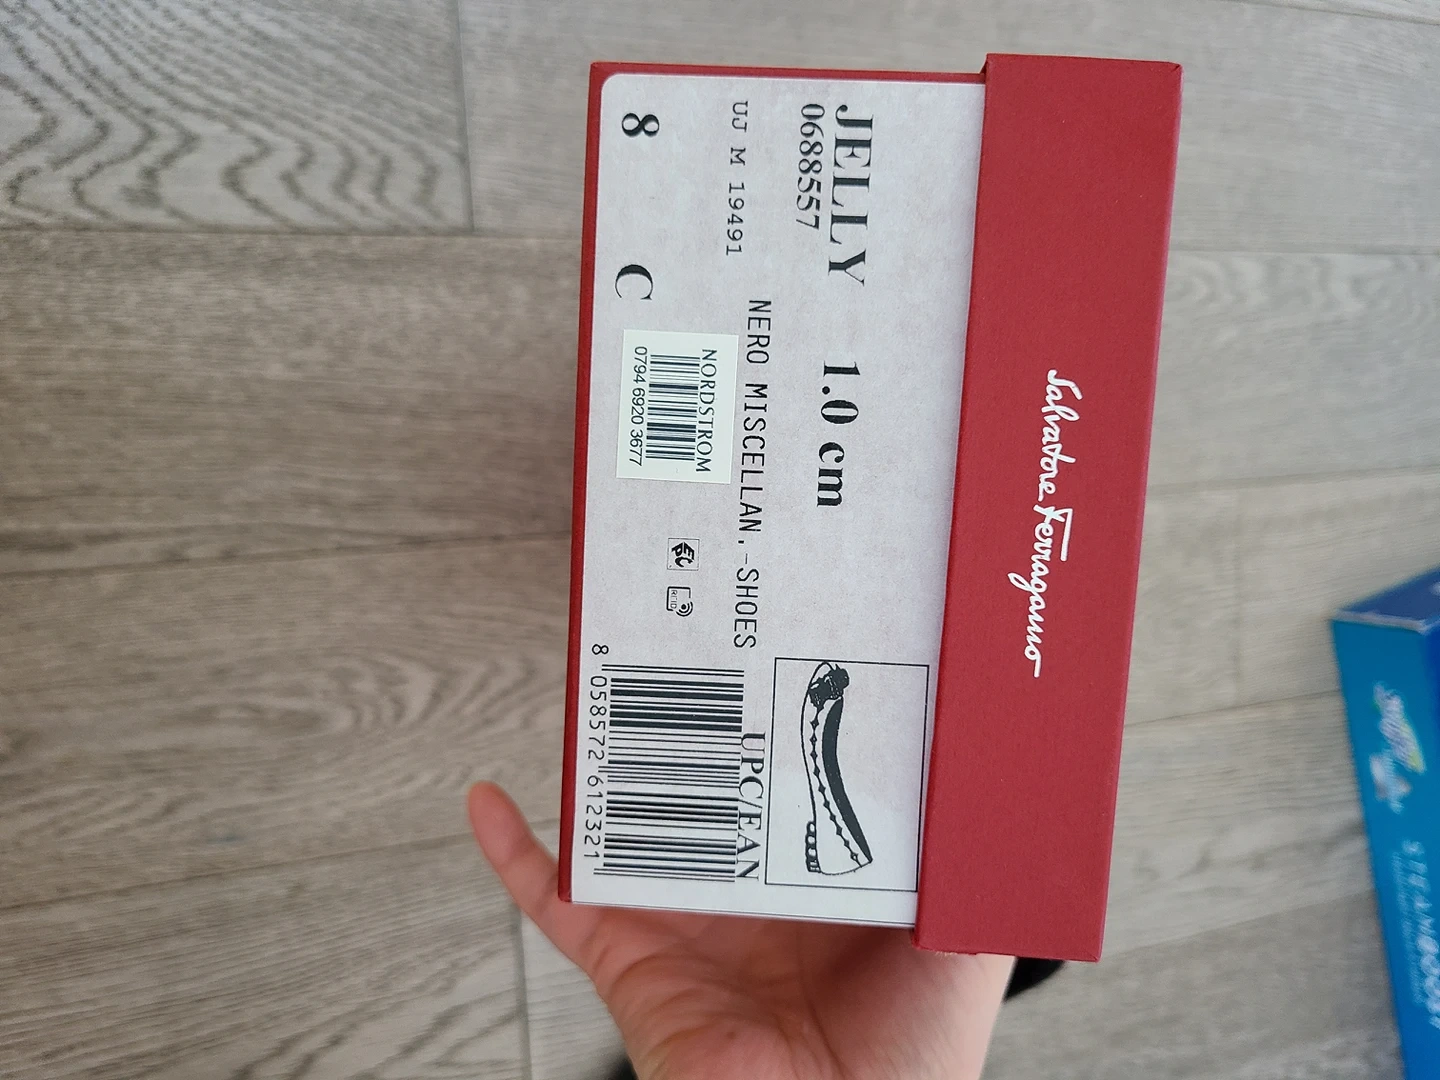 Salvatore Ferragamo
JELLY 1.0 cm
0688557
NERO MISCELLAN.-SHOES
UJ M 19491
UPC/EAN
NORDSTROM
0794 6920 3677
RFID
8 C
8 058572 612321